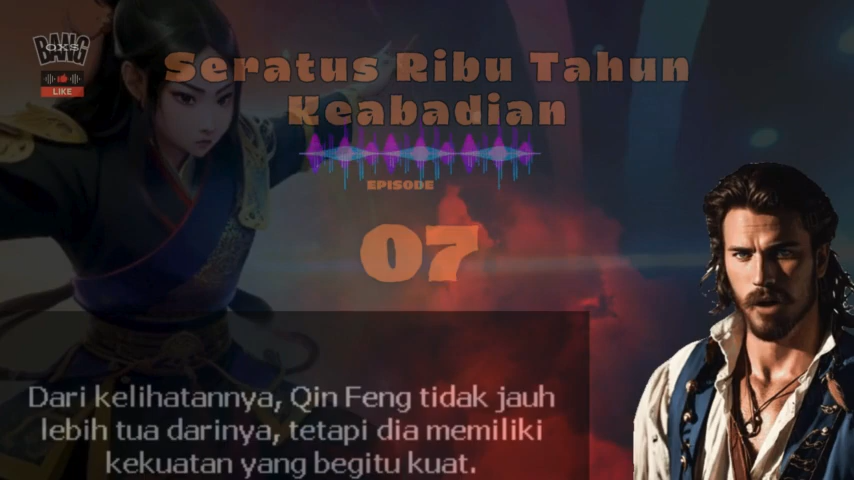 BANG
OXS
LIKE
Seratus Ribu Tahun
Keabadian
EPISODE
07
Dari kelihatannya, Qin Feng tidak jauh
lebih tua darinya, tetapi dia memiliki
kekuatan yang begitu kuat.